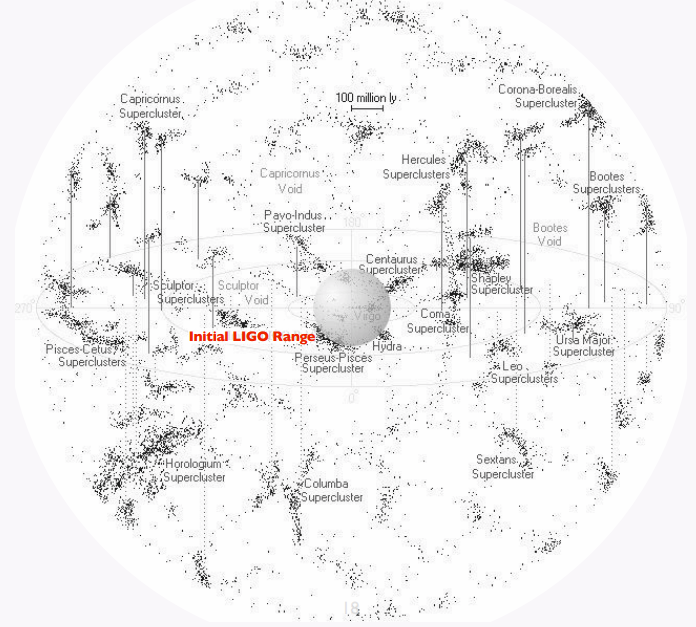 100 million ly
Capricornus
Supercluster
Corona-Borealis
Supercluster
Hercules
Superclusters
Capricornus
Void
Bootes
Superclusters
Pavo-Indus
Supercluster
180°
Bootes
Void
Centaurus
Supercluster
Shapley
Supercluster
Sculptor
Superclusters
Sculptor
Void
270°
90°
Virgo
Coma
Supercluster
Initial LIGO Range
Hydra
Ursa Major
Supercluster
Pisces-Cetus
Superclusters
Perseus-Pisces
Supercluster
Leo
Superclusters
0°
Horologium
Supercluster
Sextans
Supercluster
Columba
Supercluster